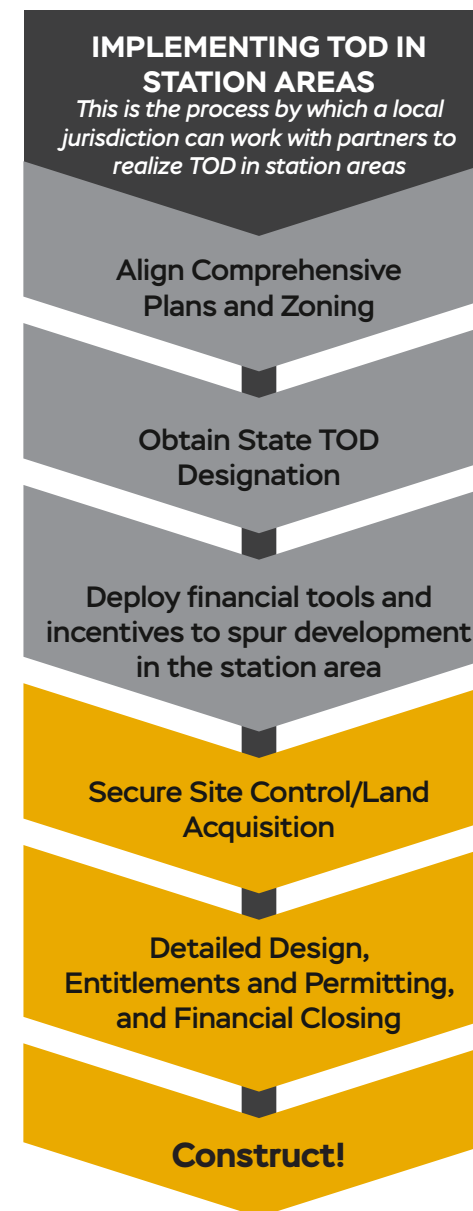 IMPLEMENTING TOD IN
STATION AREAS
This is the process by which a local
jurisdiction can work with partners to
realize TOD in station areas
Align Comprehensive
Plans and Zoning
Obtain State TOD
Designation
Deploy financial tools and
incentives to spur development
in the station area
Secure Site Control/Land
Acquisition
Detailed Design,
Entitlements and Permitting,
and Financial Closing
Construct!